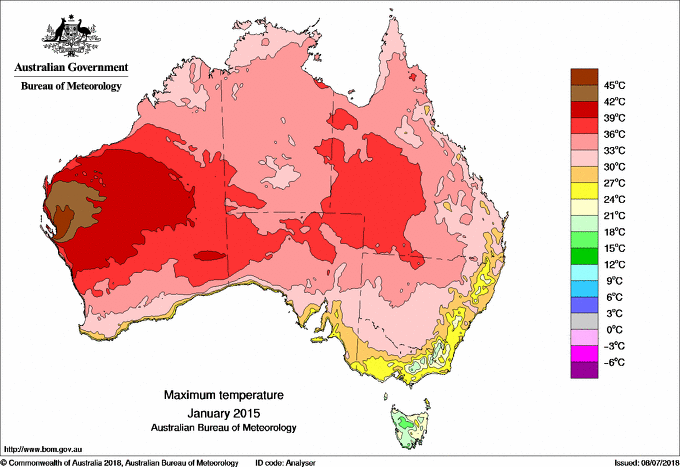 Australian Government
Bureau of Meteorology
45°C
42°C
39°C
36°C
33°C
30°C
27°C
24°C
21°C
18°C
15°C
12°C
9°C
6°C
3°C
0°C
-3°C
-6°C
Maximum temperature
January 2015
Australian Bureau of Meteorology
http://www.bom.gov.au
© Commonwealth of Australia 2018, Australian Bureau of Meteorology ID code: Analyser Issued: 08/07/2018